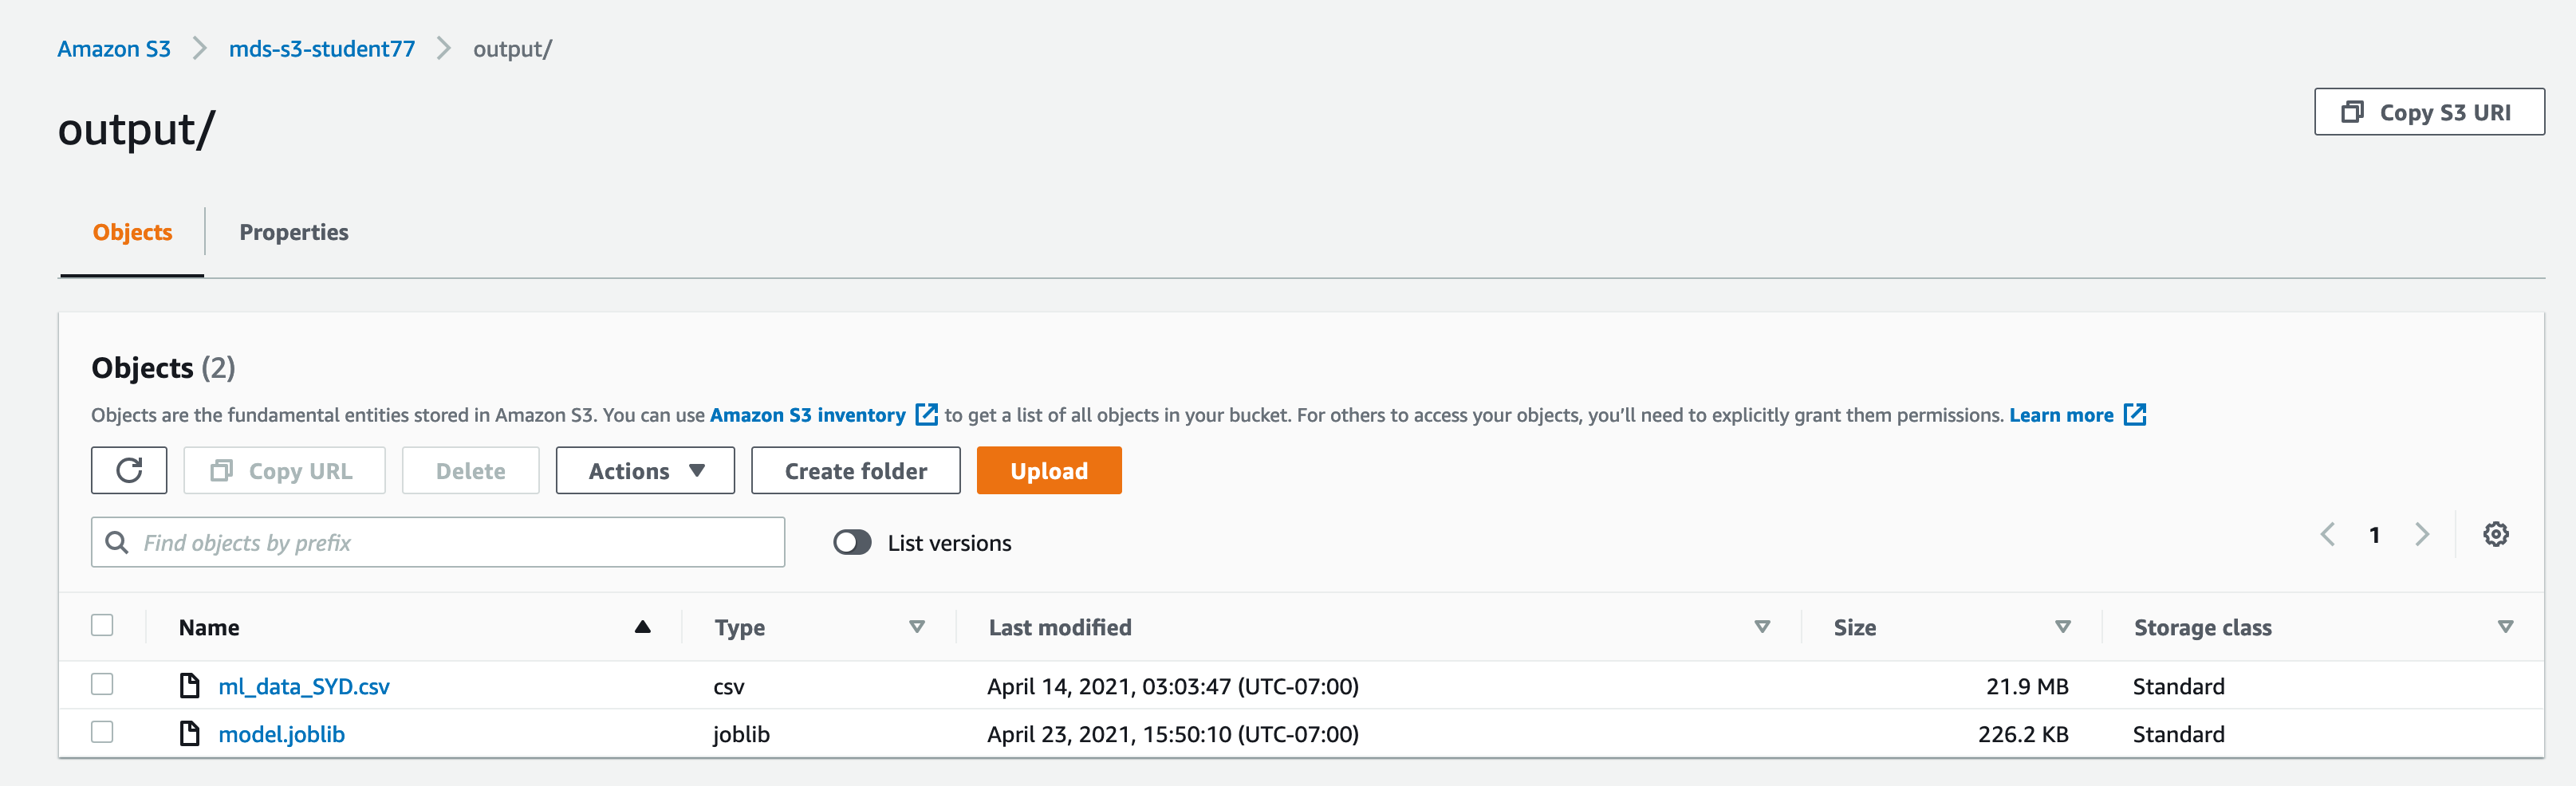 Amazon S3 mds-s3-student77 output/
output/
Copy S3 URI
Objects Properties
Objects (2)
Objects are the fundamental entities stored in Amazon S3. You can use Amazon S3 inventory to get a list of all objects in your bucket. For others to access your objects, you’ll need to explicitly grant them permissions. Learn more
Copy URL Delete Actions Create folder Upload
Find objects by prefix List versions 1
Name Type Last modified Size Storage class
ml_data_SYD.csv csv April 14, 2021, 03:03:47 (UTC-07:00) 21.9 MB Standard
model.joblib joblib April 23, 2021, 15:50:10 (UTC-07:00) 226.2 KB Standard